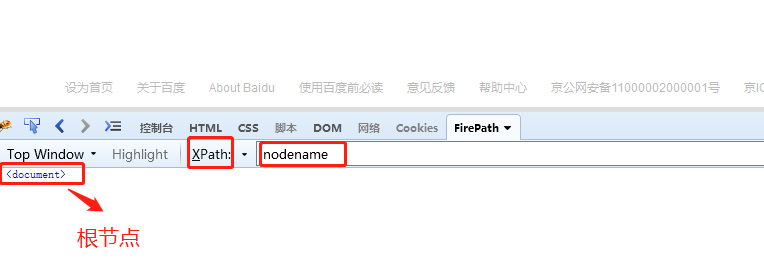 设为首页 关于百度 About Baidu 使用百度前必读 意见反馈 帮助中心 京公网安备11000002000001号 京IC
控制台 HTML CSS 脚本 DOM 网络 Cookies FirePath
Top Window Highlight XPath: nodename
<document>
根节点